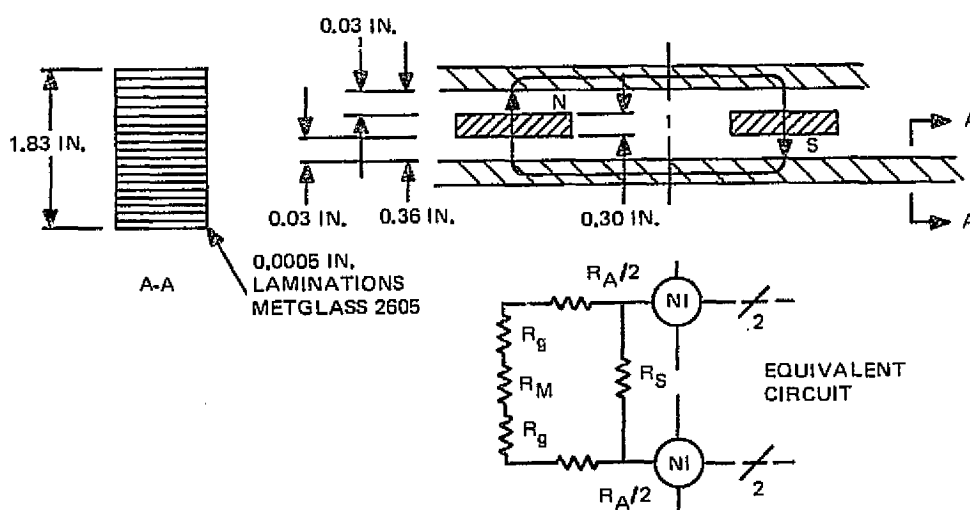 0.03 IN.
1.83 IN.
0.03 IN.
0.36 IN.
A-A
0.0005 IN.
LAMINATIONS
METGLASS 2605
N
1
S
0.30 IN.
A
A
R_A/2
NI
2
R_g
R_M
R_g
R_S
EQUIVALENT
CIRCUIT
R_A/2
NI
2